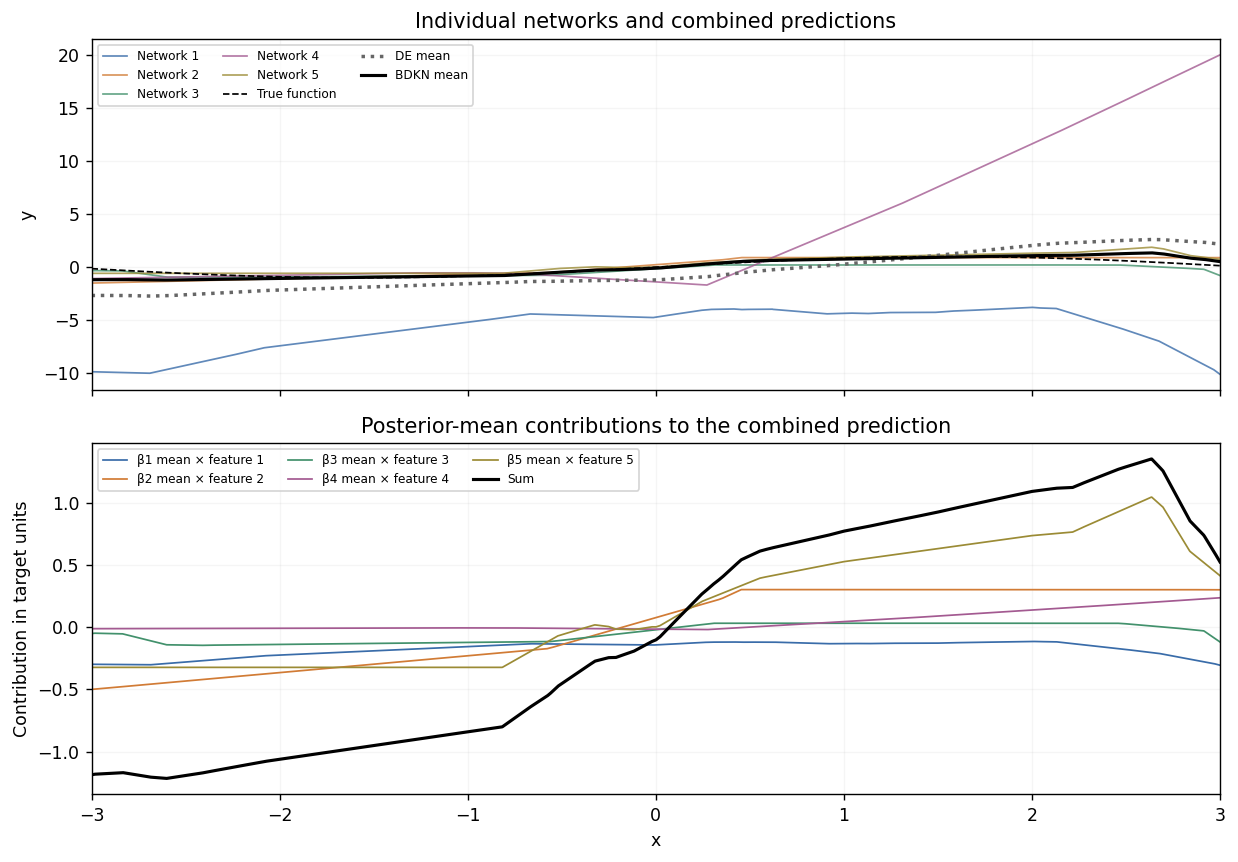 Individual networks and combined predictions
Network 1 Network 4 DE mean
Network 2 Network 5 BDKN mean
Network 3 True function
20
15
10
5
0
−5
−10
y
Posterior-mean contributions to the combined prediction
β1 mean × feature 1 β3 mean × feature 3 β5 mean × feature 5
β2 mean × feature 2 β4 mean × feature 4 Sum
1.0
0.5
0.0
−0.5
−1.0
Contribution in target units
−3 −2 −1 0 1 2 3
x